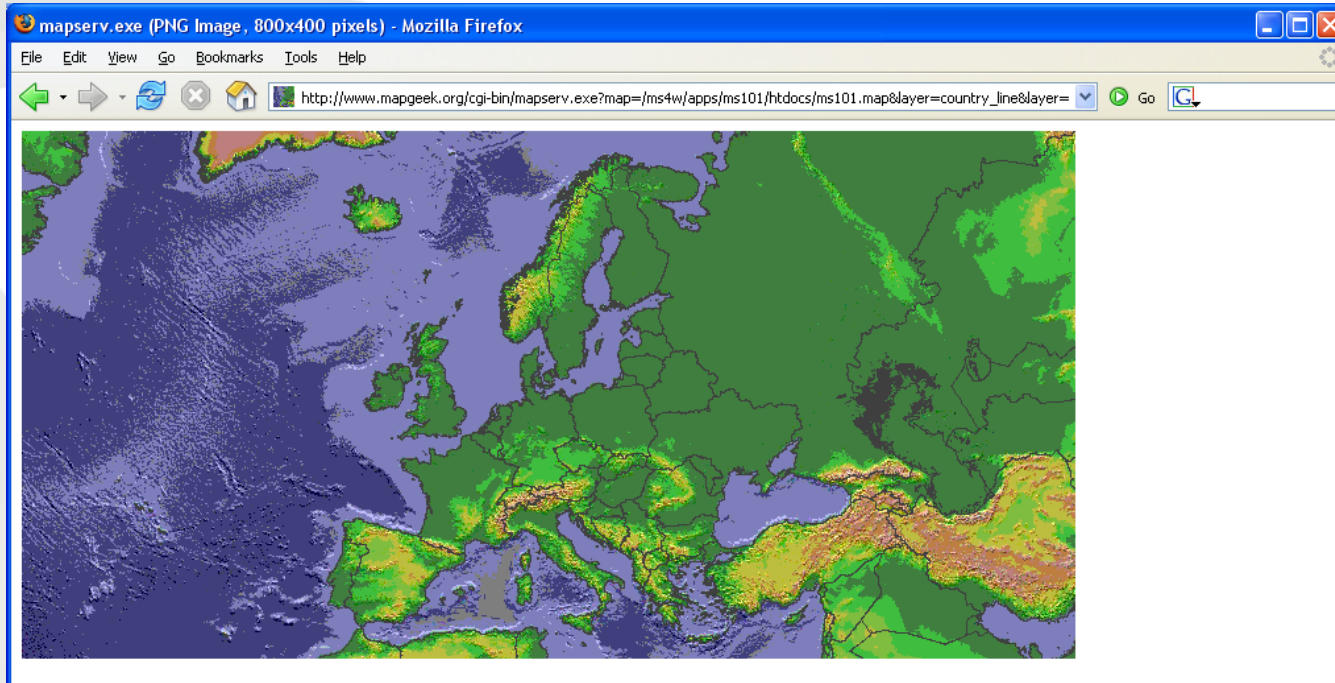 mapserv.exe (PNG Image, 800x400 pixels) - Mozilla Firefox
File Edit View Go Bookmarks Tools Help
http://www.mapgeek.org/cgi-bin/mapserv.exe?map=/ms4w/apps/ms101/htdocs/ms101.map&layer=country_line&layer= Go G